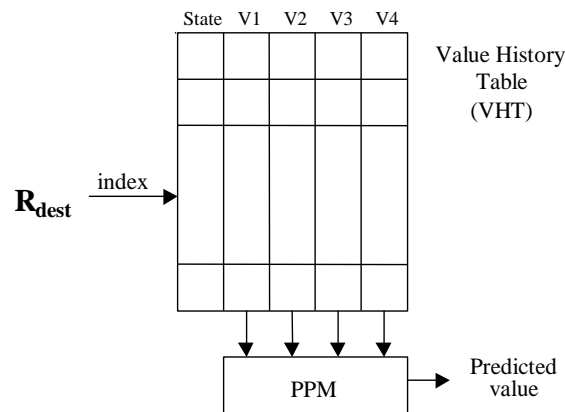 State V1 V2 V3 V4
Value History
Table
(VHT)
index
Rdest
PPM
Predicted
value